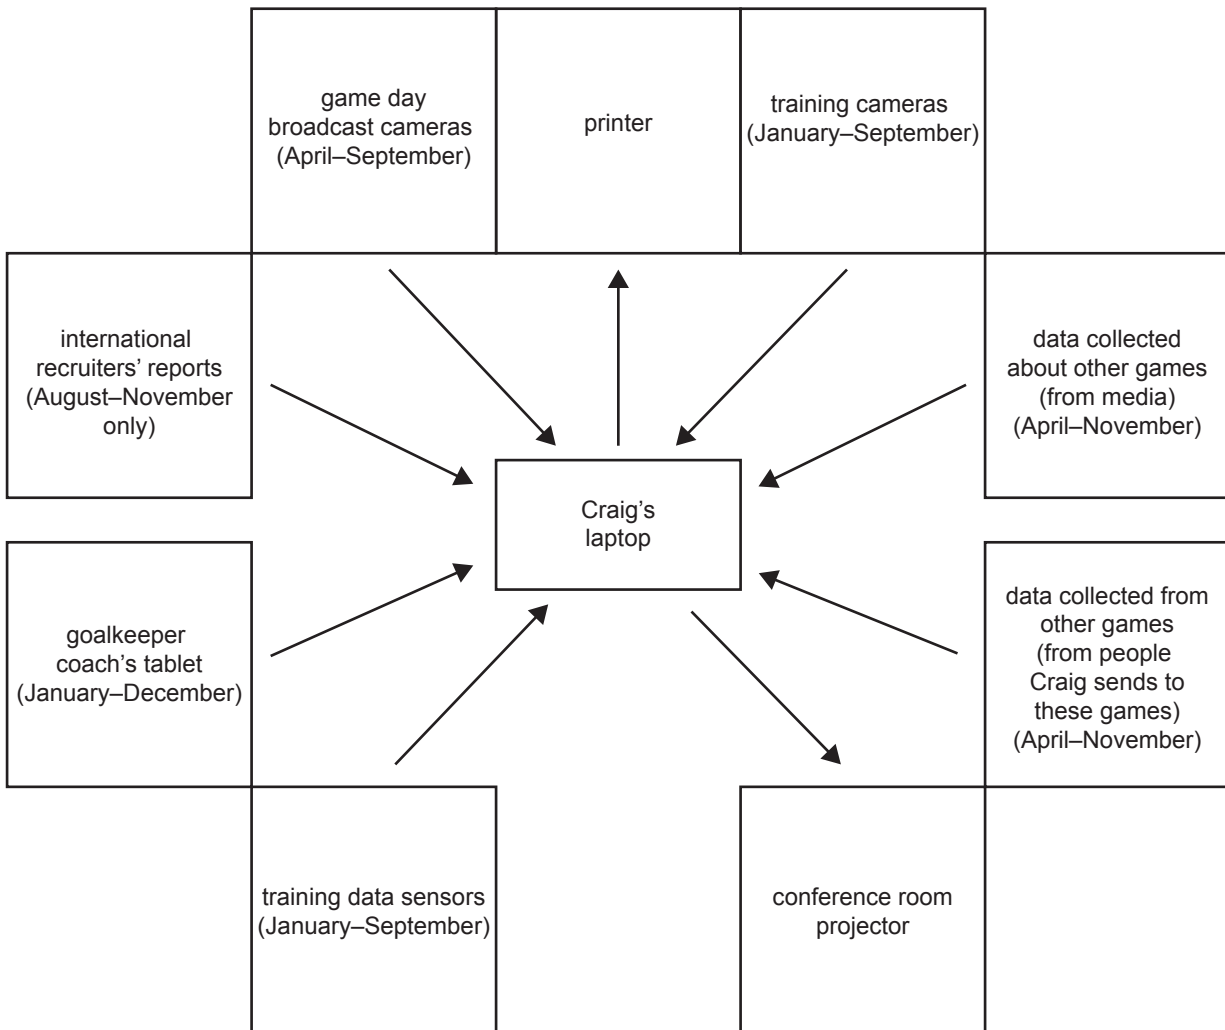 game day
broadcast cameras
(April–September)
printer
training cameras
(January–September)
international
recruiters’ reports
(August–November
only)
data collected
about other games
(from media)
(April–November)
Craig’s
laptop
goalkeeper
coach’s tablet
(January–December)
data collected from
other games
(from people
Craig sends to
these games)
(April–November)
training data sensors
(January–September)
conference room
projector